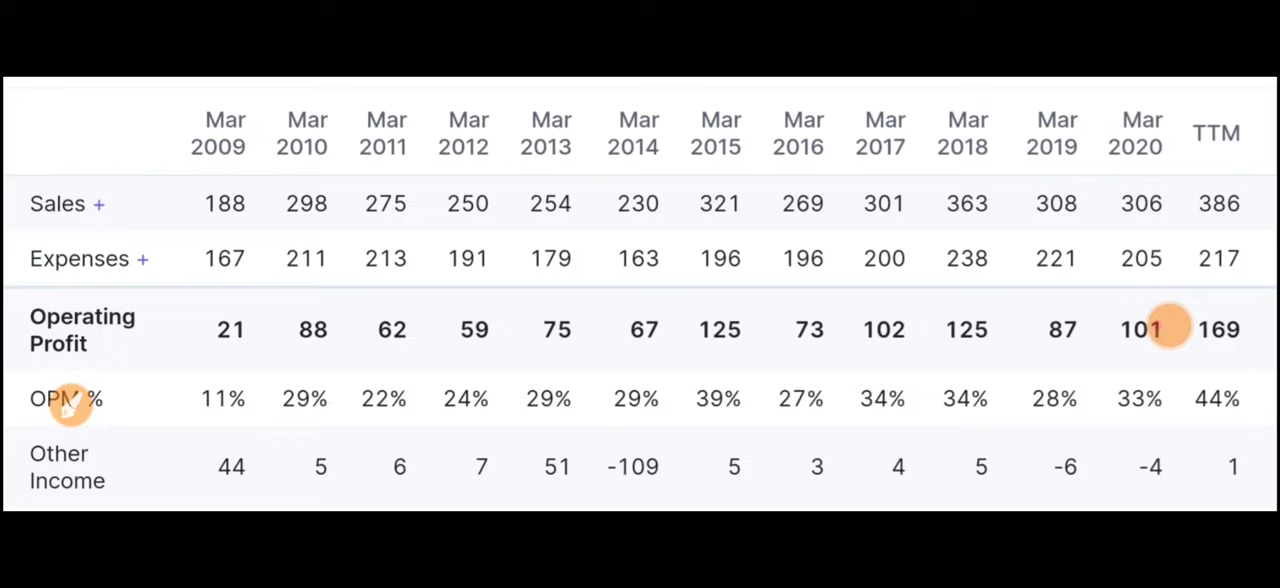 Mar Mar Mar Mar Mar Mar Mar Mar Mar Mar Mar Mar TTM
2009 2010 2011 2012 2013 2014 2015 2016 2017 2018 2019 2020
Sales + 188 298 275 250 254 230 321 269 301 363 308 306 386
Expenses + 167 211 213 191 179 163 196 196 200 238 221 205 217
Operating
Profit 21 88 62 59 75 67 125 73 102 125 87 101 169
OPM % 11% 29% 22% 24% 29% 29% 39% 27% 34% 34% 28% 33% 44%
Other
Income 44 5 6 7 51 -109 5 3 4 5 -6 -4 1